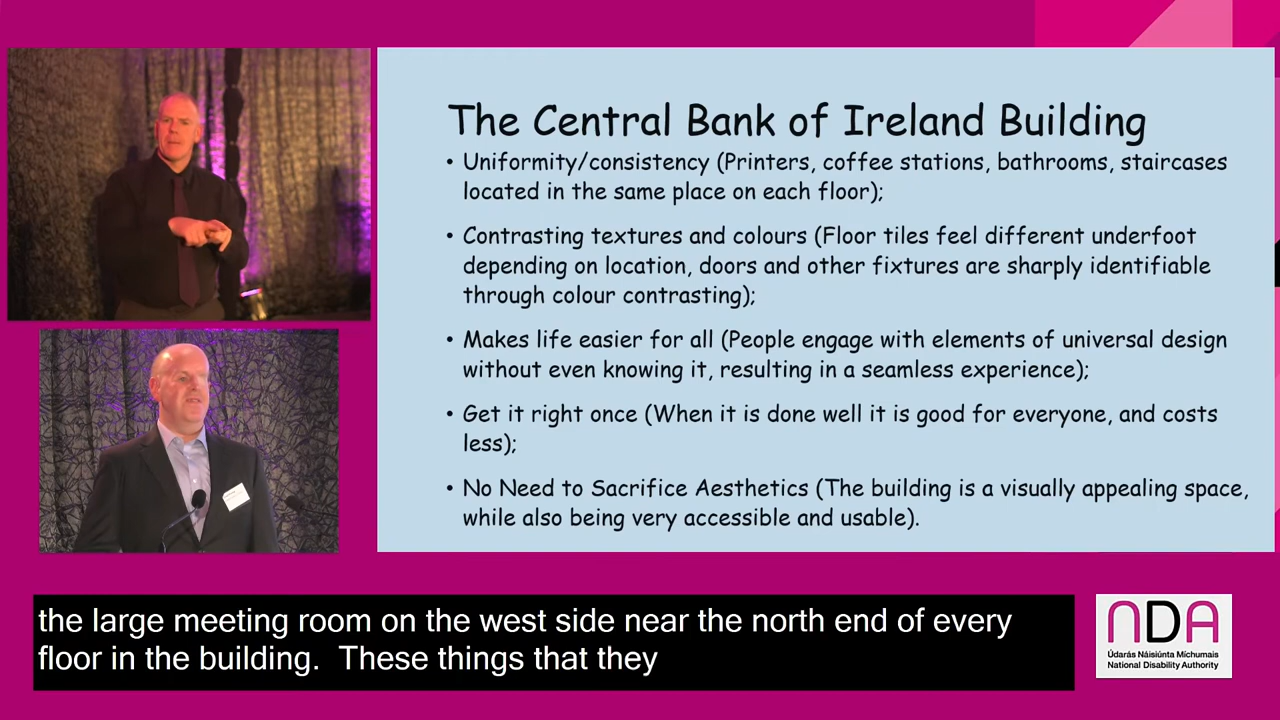 The Central Bank of Ireland Building
• Uniformity/consistency (Printers, coffee stations, bathrooms, staircases
located in the same place on each floor);
• Contrasting textures and colours (Floor tiles feel different underfoot
depending on location, doors and other fixtures are sharply identifiable
through colour contrasting);
• Makes life easier for all (People engage with elements of universal design
without even knowing it, resulting in a seamless experience);
• Get it right once (When it is done well it is good for everyone, and costs
less);
• No Need to Sacrifice Aesthetics (The building is a visually appealing space,
while also being very accessible and usable).
the large meeting room on the west side near the north end of every
floor in the building.  These things that they
NDA
Údarás Náisiúnta Míchumais
National Disability Authority